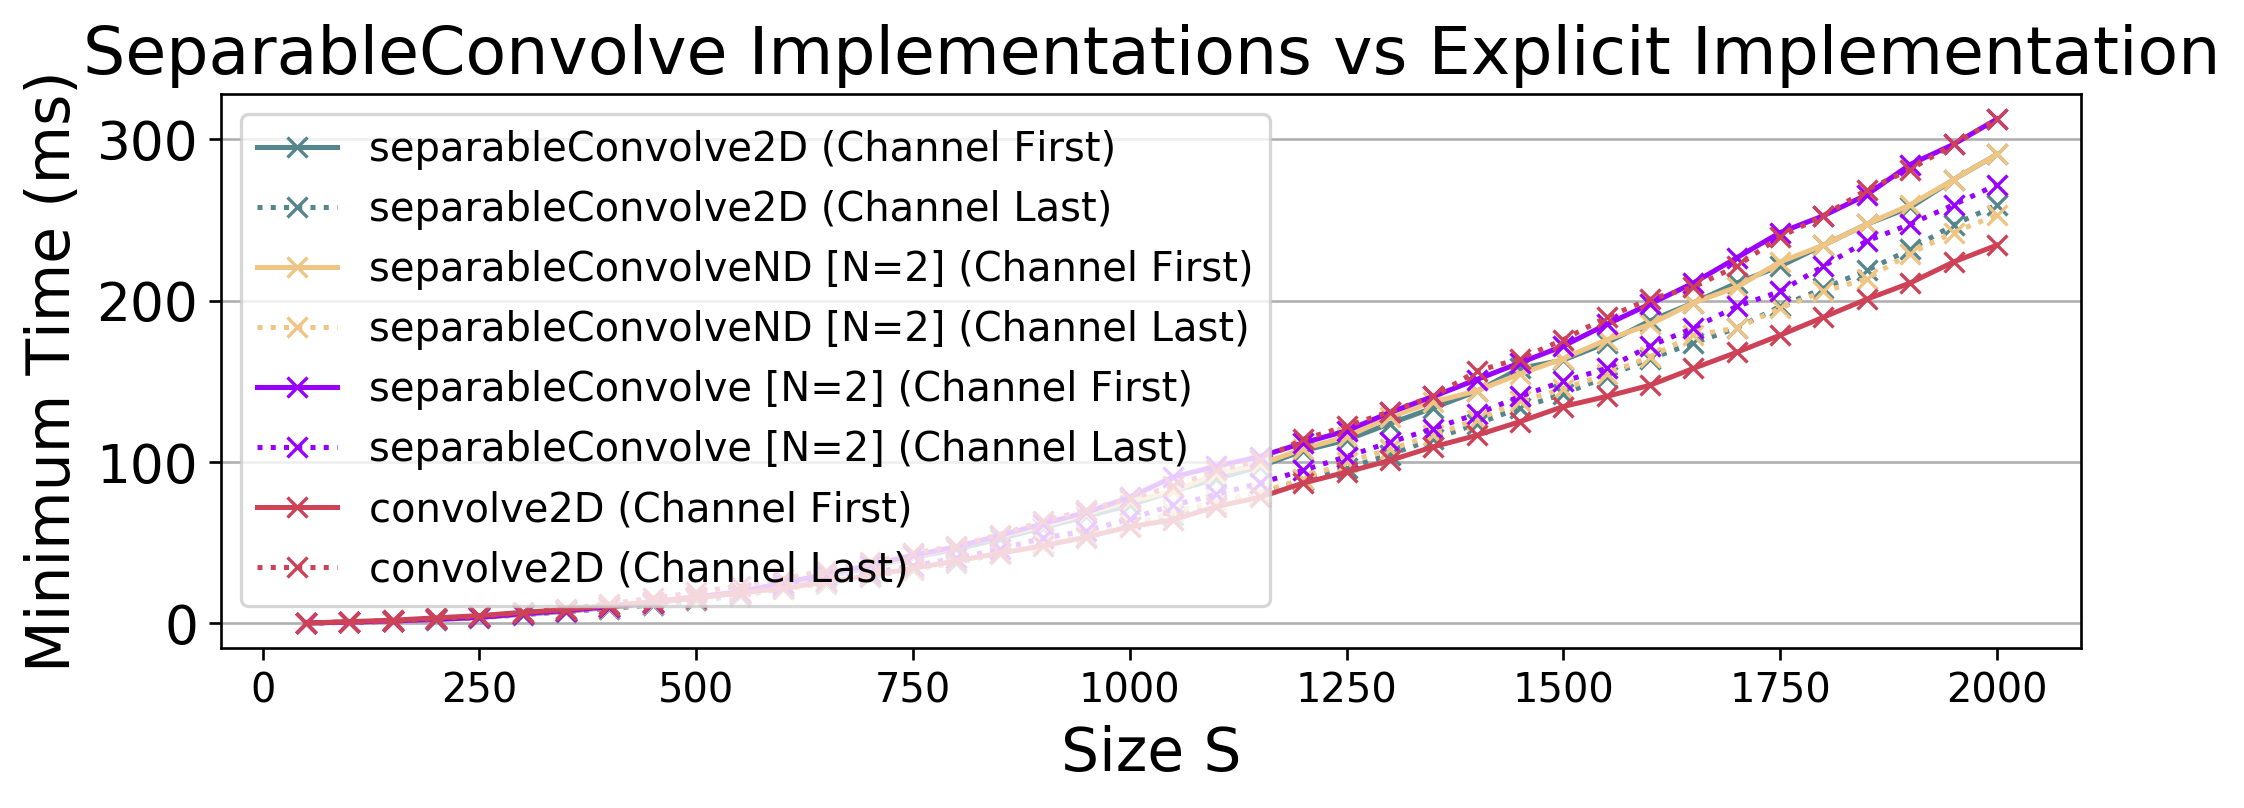 SeparableConvolve Implementations vs Explicit Implementation
Minimum Time (ms)
300
200
100
0
separableConvolve2D (Channel First)
separableConvolve2D (Channel Last)
separableConvolveND [N=2] (Channel First)
separableConvolveND [N=2] (Channel Last)
separableConvolve [N=2] (Channel First)
separableConvolve [N=2] (Channel Last)
convolve2D (Channel First)
convolve2D (Channel Last)
0 250 500 750 1000 1250 1500 1750 2000
Size S